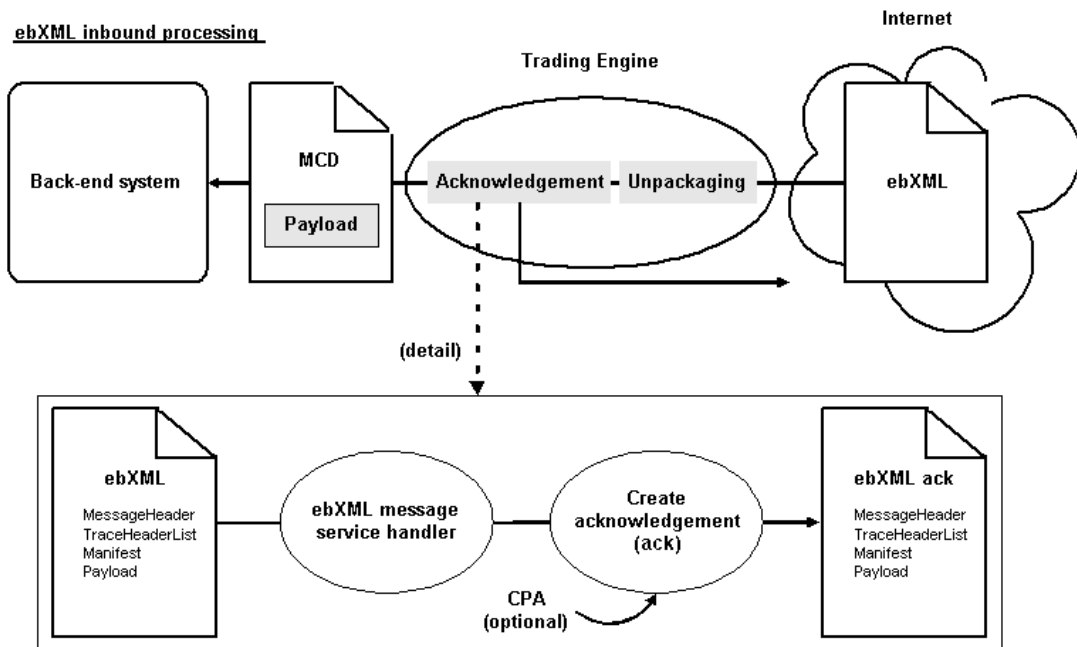 ebXML inbound processing
Internet
Trading Engine
Back-end system
MCD
Payload
Acknowledgement
Unpackaging
ebXML
(detail)
ebXML
MessageHeader
TraceHeaderList
Manifest
Payload
ebXML message
service handler
Create
acknowledgement
(ack)
CPA
(optional)
ebXML ack
MessageHeader
TraceHeaderList
Manifest
Payload